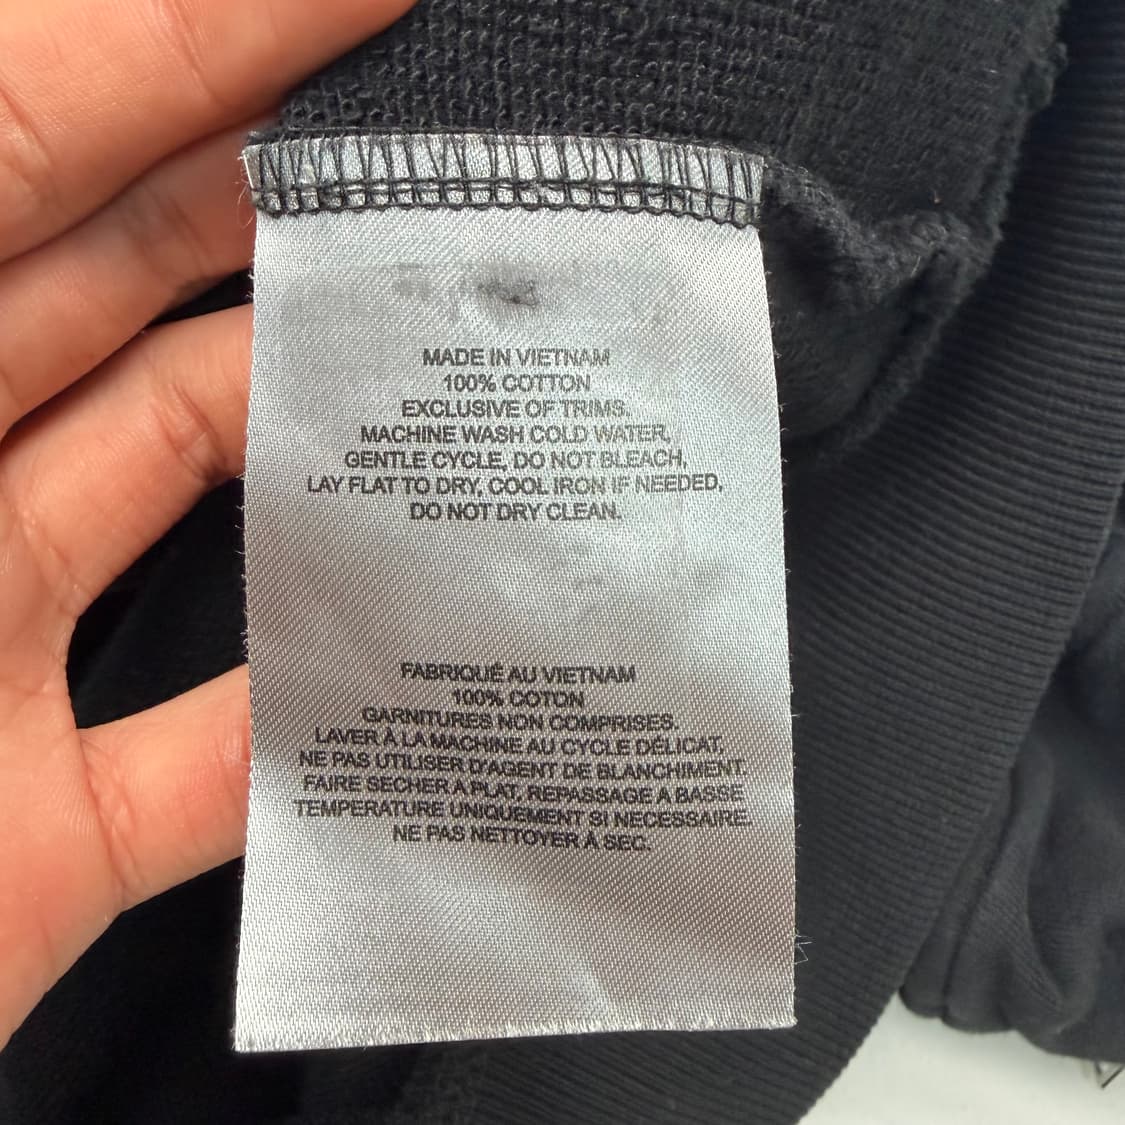 MADE IN VIETNAM
100% COTTON
EXCLUSIVE OF TRIMS.
MACHINE WASH COLD WATER,
GENTLE CYCLE, DO NOT BLEACH,
LAY FLAT TO DRY, COOL IRON IF NEEDED,
DO NOT DRY CLEAN.
FABRIQUÉ AU VIETNAM
100% COTON
GARNITURES NON COMPRISES.
LAVER À LA MACHINE AU CYCLE DÉLICAT,
NE PAS UTILISER D'AGENT DE BLANCHIMENT.
FAIRE SECHER A PLAT, REPASSAGE A BASSE
TEMPERATURE UNIQUEMENT SI NECESSAIRE.
NE PAS NETTOYER À SEC.